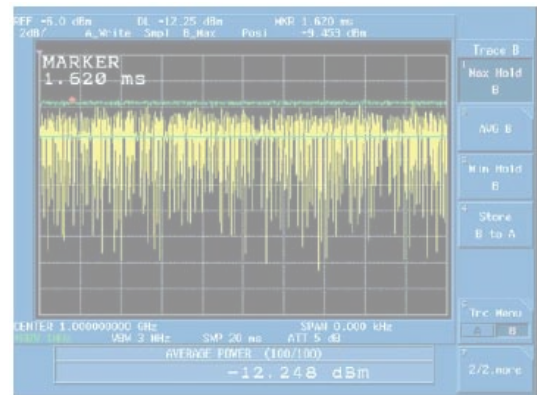 REF -6.0 dBm DL -12.25 dBm MKR 1.620 ms
2dB/ A_Write Smpl B_Max Posi -9.453 dBm
MARKER
1.620 ms
CENTER 1.000000000 GHz SPAN 0.000 kHz
VBW 3 MHz SWP 20 ms ATT 5 dB
AVERAGE POWER (100/100)
-12.248 dBm
Trace B
1
Max Hold
B
AVG B
Min Hold
B
4
Store
B to A
Trc Menu
A B
7
2/2,more